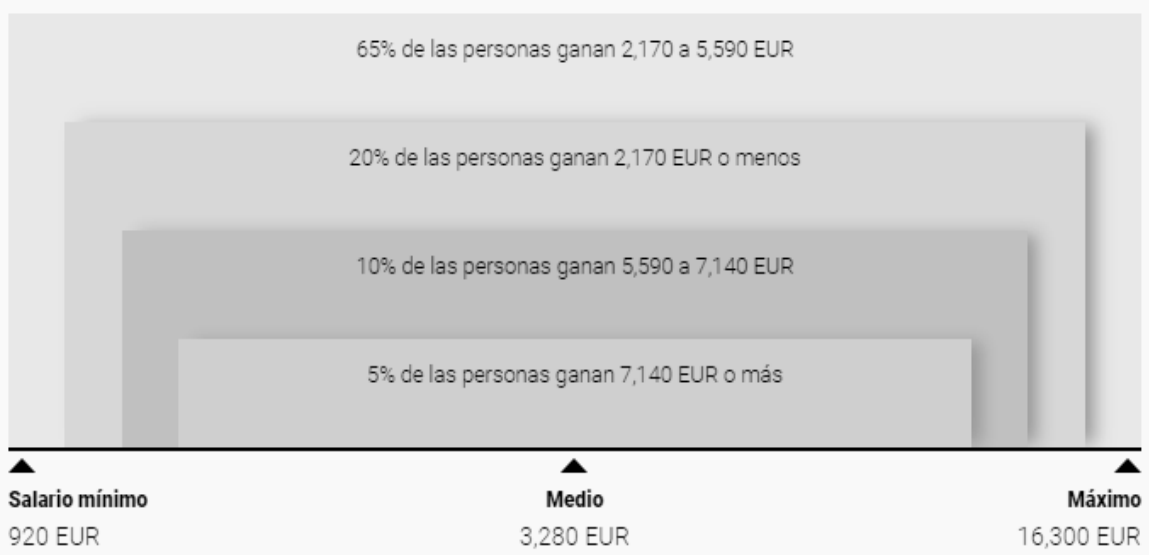 65% de las personas ganan 2,170 a 5,590 EUR
20% de las personas ganan 2,170 EUR o menos
10% de las personas ganan 5,590 a 7,140 EUR
5% de las personas ganan 7,140 EUR o más
Salario mínimo Medio Máximo
920 EUR 3,280 EUR 16,300 EUR